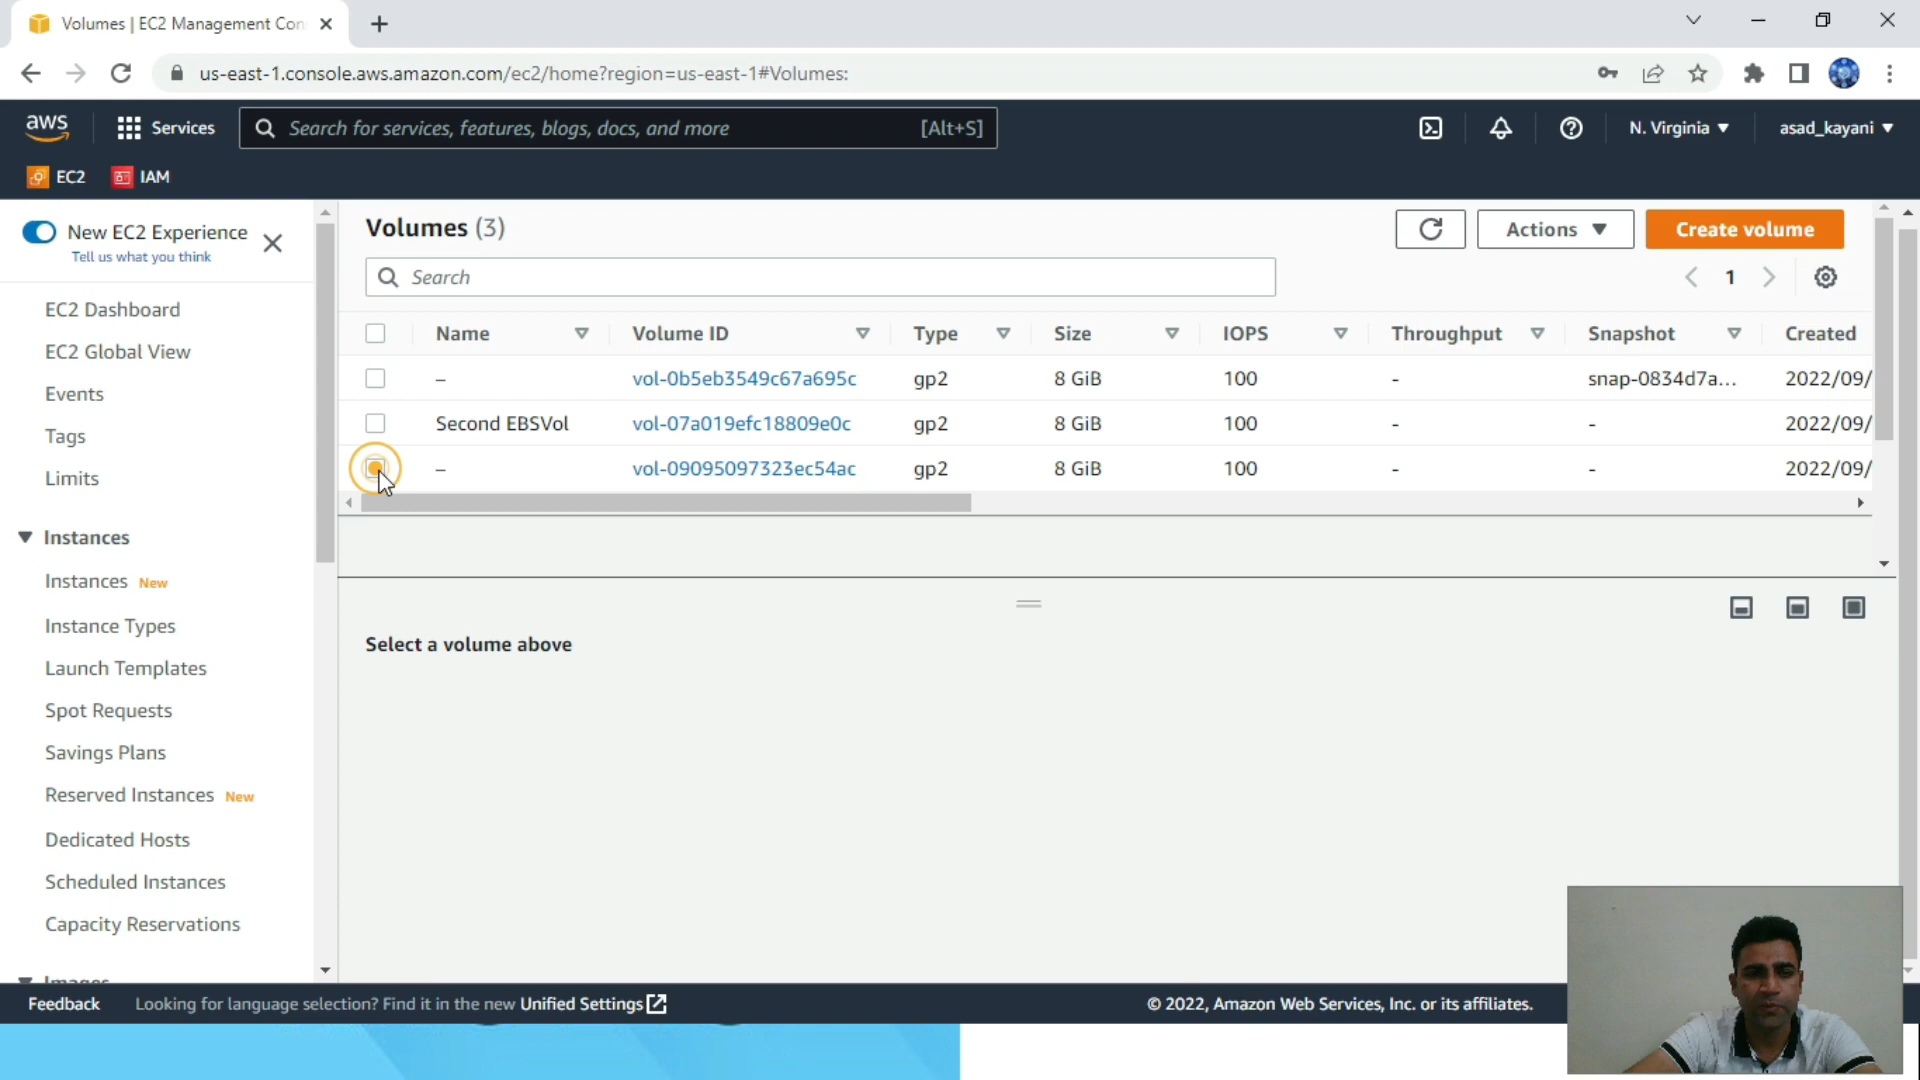 Volumes | EC2 Management Con
us-east-1.console.aws.amazon.com/ec2/home?region=us-east-1#Volumes:
aws
Services
Search for services, features, blogs, docs, and more
[Alt+S]
N. Virginia
asad_kayani
EC2
IAM
New EC2 Experience
Tell us what you think
EC2 Dashboard
EC2 Global View
Events
Tags
Limits
Instances
Instances New
Instance Types
Launch Templates
Spot Requests
Savings Plans
Reserved Instances New
Dedicated Hosts
Scheduled Instances
Capacity Reservations
Images
Volumes (3)
Actions
Create volume
Search
1
Name Volume ID Type Size IOPS Throughput Snapshot Created
– vol-0b5eb3549c67a695c gp2 8 GiB 100 - snap-0834d7a... 2022/09/
Second EBSVol vol-07a019efc18809e0c gp2 8 GiB 100 - - 2022/09/
– vol-09095097323ec54ac gp2 8 GiB 100 - - 2022/09/
Select a volume above
Feedback
Looking for language selection? Find it in the new Unified Settings
© 2022, Amazon Web Services, Inc. or its affiliates.